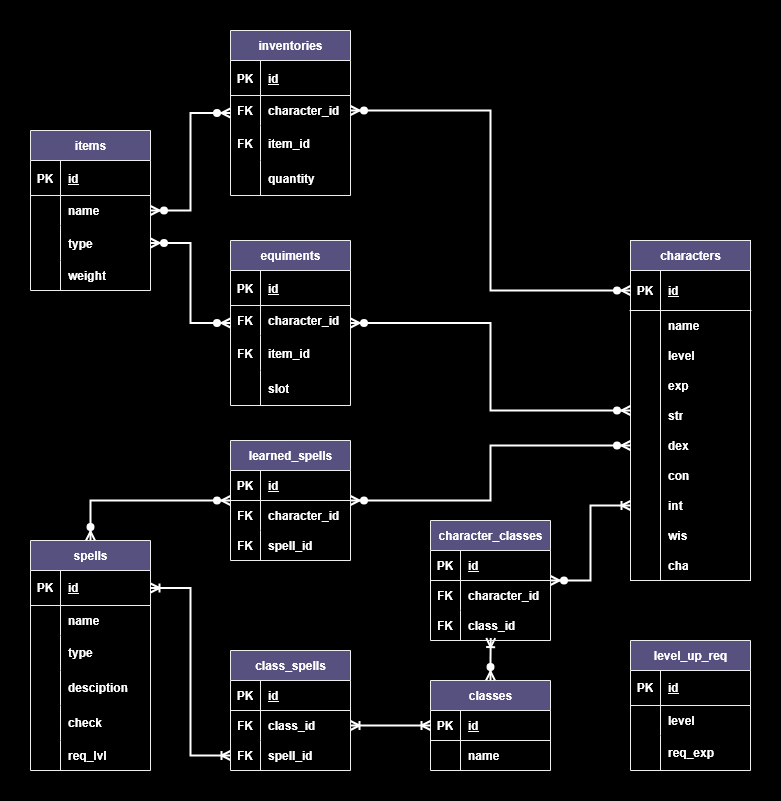 inventories
PK id
FK character_id
FK item_id
quantity
items
PK id
name
type
weight
equiments
PK id
FK character_id
FK item_id
slot
characters
PK id
name
level
exp
str
dex
con
int
wis
cha
learned_spells
PK id
FK character_id
FK spell_id
character_classes
PK id
FK character_id
FK class_id
spells
PK id
name
type
desciption
check
req_lvl
class_spells
PK id
FK class_id
FK spell_id
classes
PK id
name
level_up_req
PK id
level
req_exp